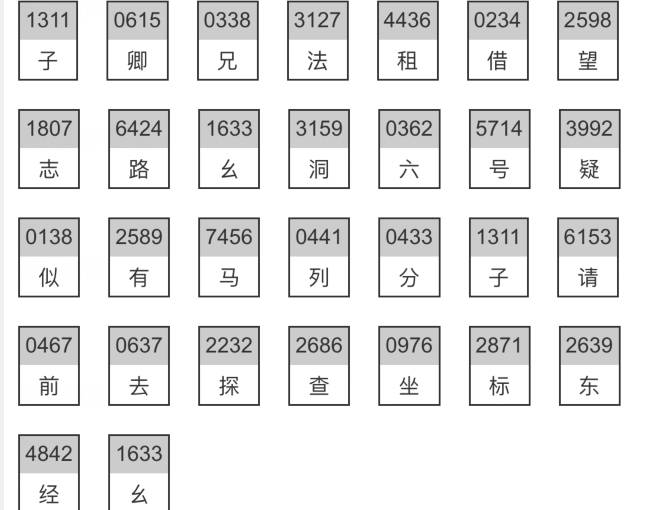 1311 0615 0338 3127 4436 0234 2598
子 卿 兄 法 租 借 望
1807 6424 1633 3159 0362 5714 3992
志 路 幺 洞 六 号 疑
0138 2589 7456 0441 0433 1311 6153
似 有 马 列 分 子 请
0467 0637 2232 2686 0976 2871 2639
前 去 探 查 坐 标 东
4842 1633
经 幺